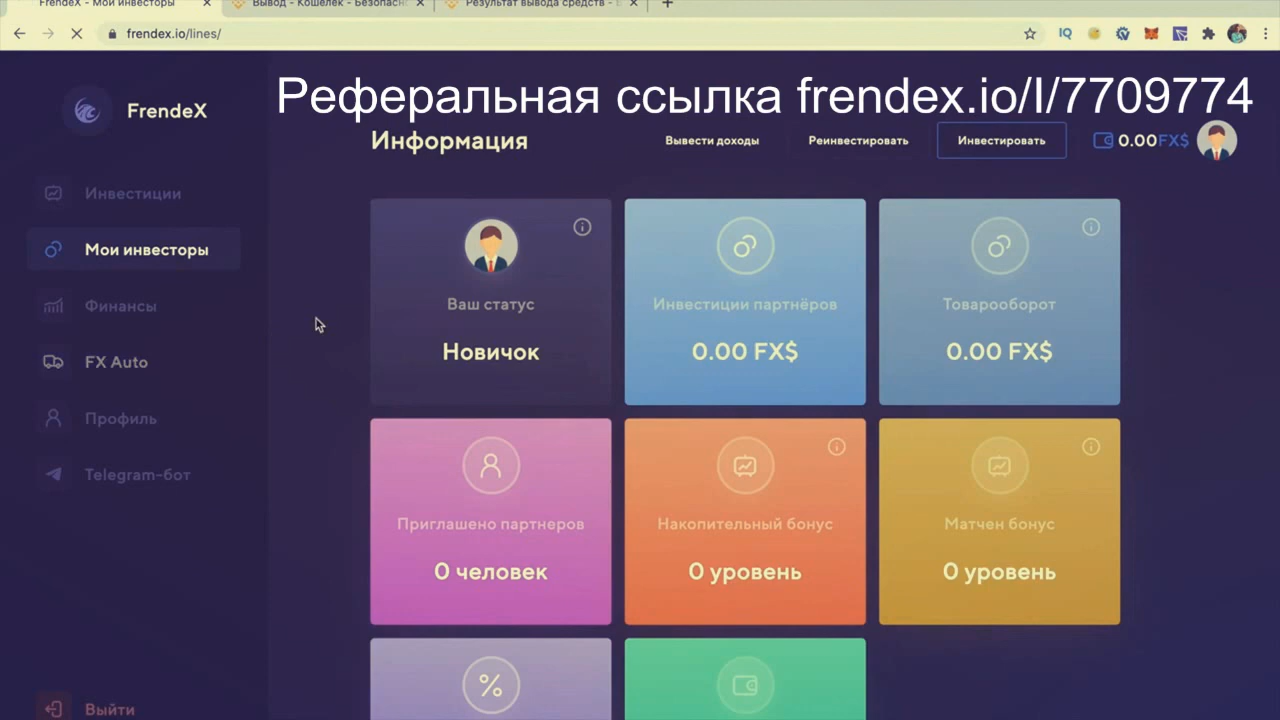 FrendeX - Мои инвесторы
Вывод - Кошелек - Безопасно
Результат вывода средств - Б
frendex.io/lines/
Реферальная ссылка frendex.io/I/7709774
FrendeX
Информация
Вывести доходы
Реинвестировать
Инвестировать
0.00FX$
Инвестиции
Мои инвесторы
Финансы
FX Auto
Профиль
Telegram-бот
Выйти
Ваш статус
Новичок
Инвестиции партнёров
0.00 FX$
Товарооборот
0.00 FX$
Приглашено партнеров
0 человек
Накопительный бонус
0 уровень
Матчен бонус
0 уровень